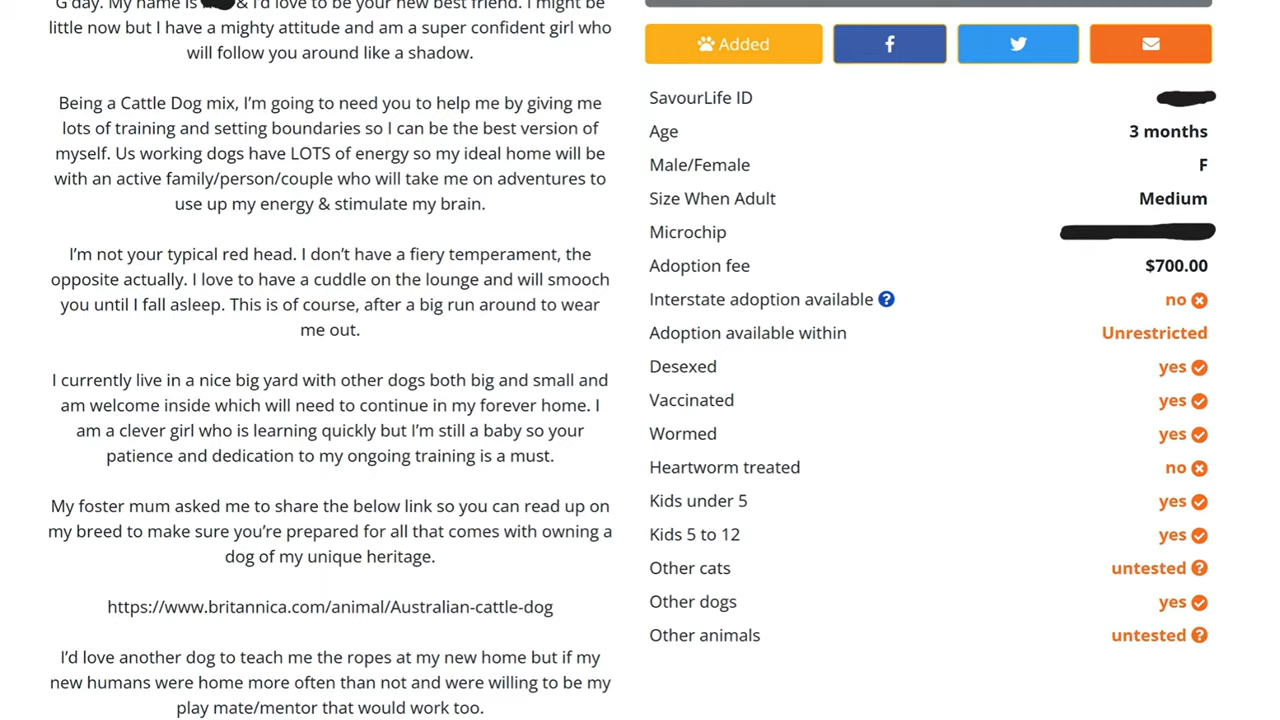 G'day. My name is & I'd love to be your new best friend. I might be
little now but I have a mighty attitude and am a super confident girl who
will follow you around like a shadow.
Being a Cattle Dog mix, I'm going to need you to help me by giving me
lots of training and setting boundaries so I can be the best version of
myself. Us working dogs have LOTS of energy so my ideal home will be
with an active family/person/couple who will take me on adventures to
use up my energy & stimulate my brain.
I'm not your typical red head. I don't have a fiery temperament, the
opposite actually. I love to have a cuddle on the lounge and will smooch
you until I fall asleep. This is of course, after a big run around to wear
me out.
I currently live in a nice big yard with other dogs both big and small and
am welcome inside which will need to continue in my forever home. I
am a clever girl who is learning quickly but I'm still a baby so your
patience and dedication to my ongoing training is a must.
My foster mum asked me to share the below link so you can read up on
my breed to make sure you're prepared for all that comes with owning a
dog of my unique heritage.
https://www.britannica.com/animal/Australian-cattle-dog
I'd love another dog to teach me the ropes at my new home but if my
new humans were home more often than not and were willing to be my
play mate/mentor that would work too.
Added
SavourLife ID
Age 3 months
Male/Female F
Size When Adult Medium
Microchip
Adoption fee $700.00
Interstate adoption available ? no
Adoption available within Unrestricted
Desexed yes
Vaccinated yes
Wormed yes
Heartworm treated no
Kids under 5 yes
Kids 5 to 12 yes
Other cats untested ?
Other dogs yes
Other animals untested ?